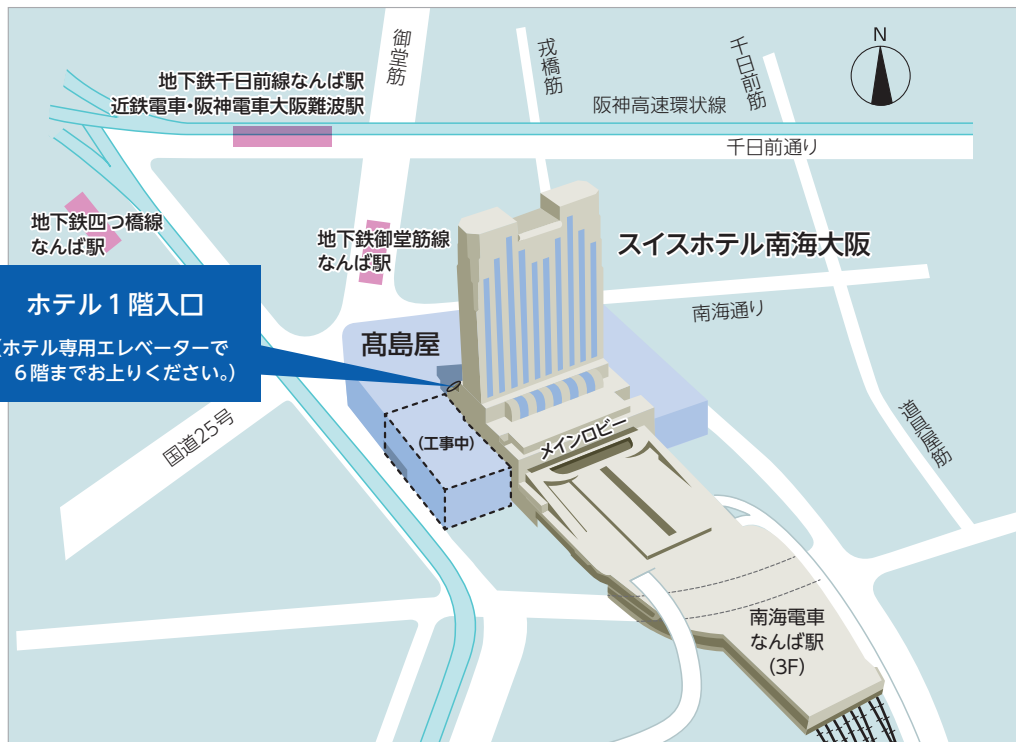 N
御堂筋
戎橋筋
千日前筋
地下鉄千日前線なんば駅
近鉄電車・阪神電車大阪難波駅
阪神高速環状線
千日前通り
地下鉄四つ橋線
なんば駅
地下鉄御堂筋線
なんば駅
スイスホテル南海大阪
ホテル1階入口
(ホテル専用エレベーターで
6階までお上りください。)
南海通り
髙島屋
国道25号
(工事中)
メインロビー
道具屋筋
南海電車
なんば駅
(3F)